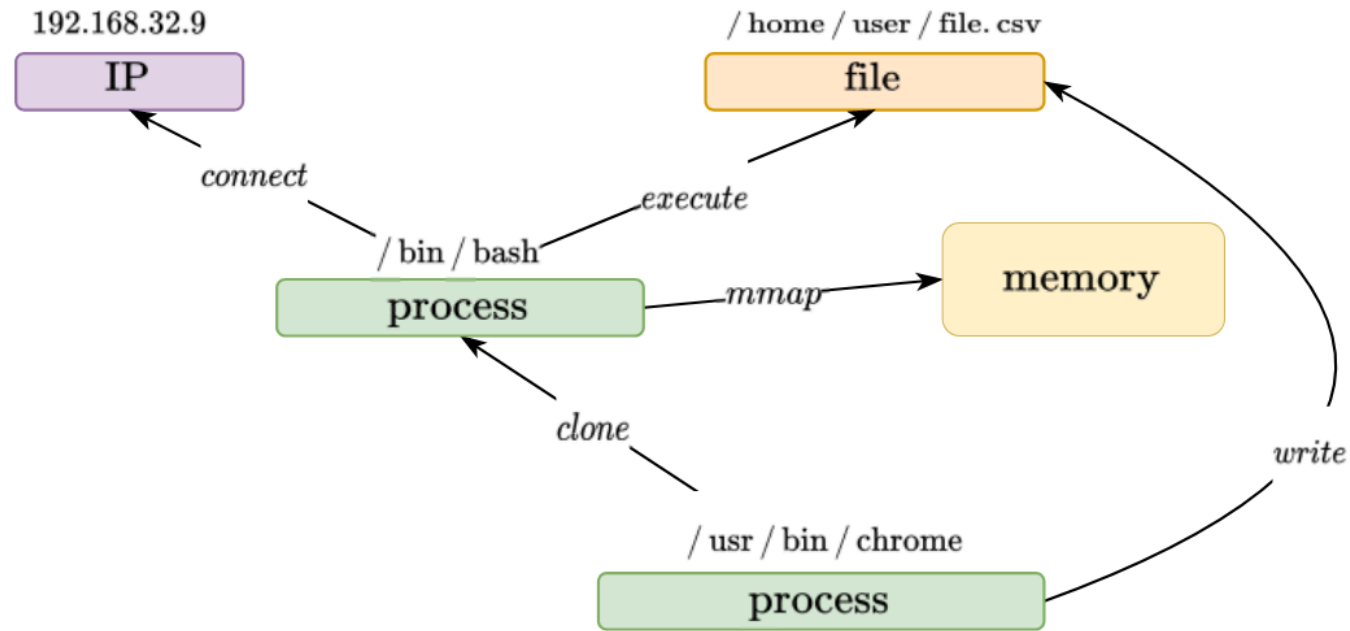 192.168.32.9
/ home / user / file. csv
IP
file
connect
execute
/ bin / bash
process
mmap
memory
clone
write
/ usr / bin / chrome
process